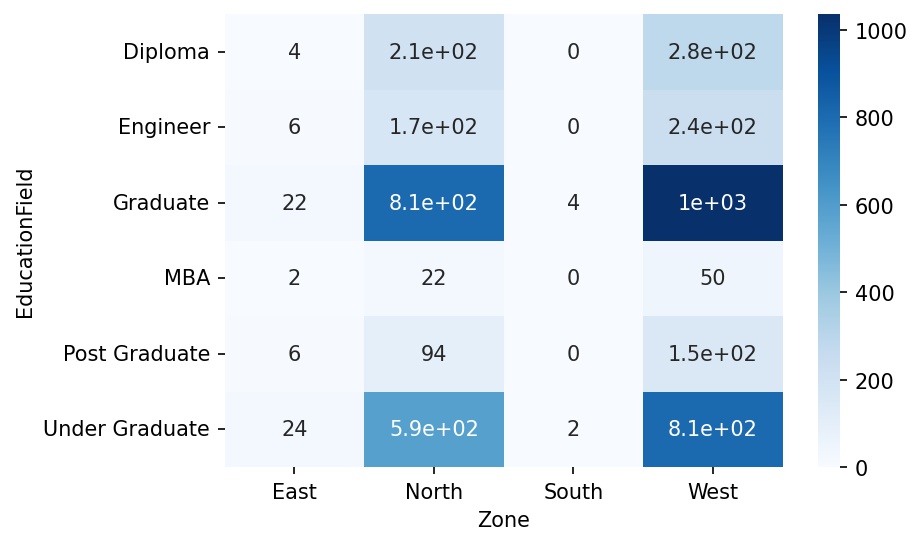 Diploma 4 2.1e+02 0 2.8e+02
Engineer 6 1.7e+02 0 2.4e+02
Graduate 22 8.1e+02 4 1e+03
MBA 2 22 0 50
Post Graduate 6 94 0 1.5e+02
Under Graduate 24 5.9e+02 2 8.1e+02
East North South West
Zone
EducationField
1000
800
600
400
200
0